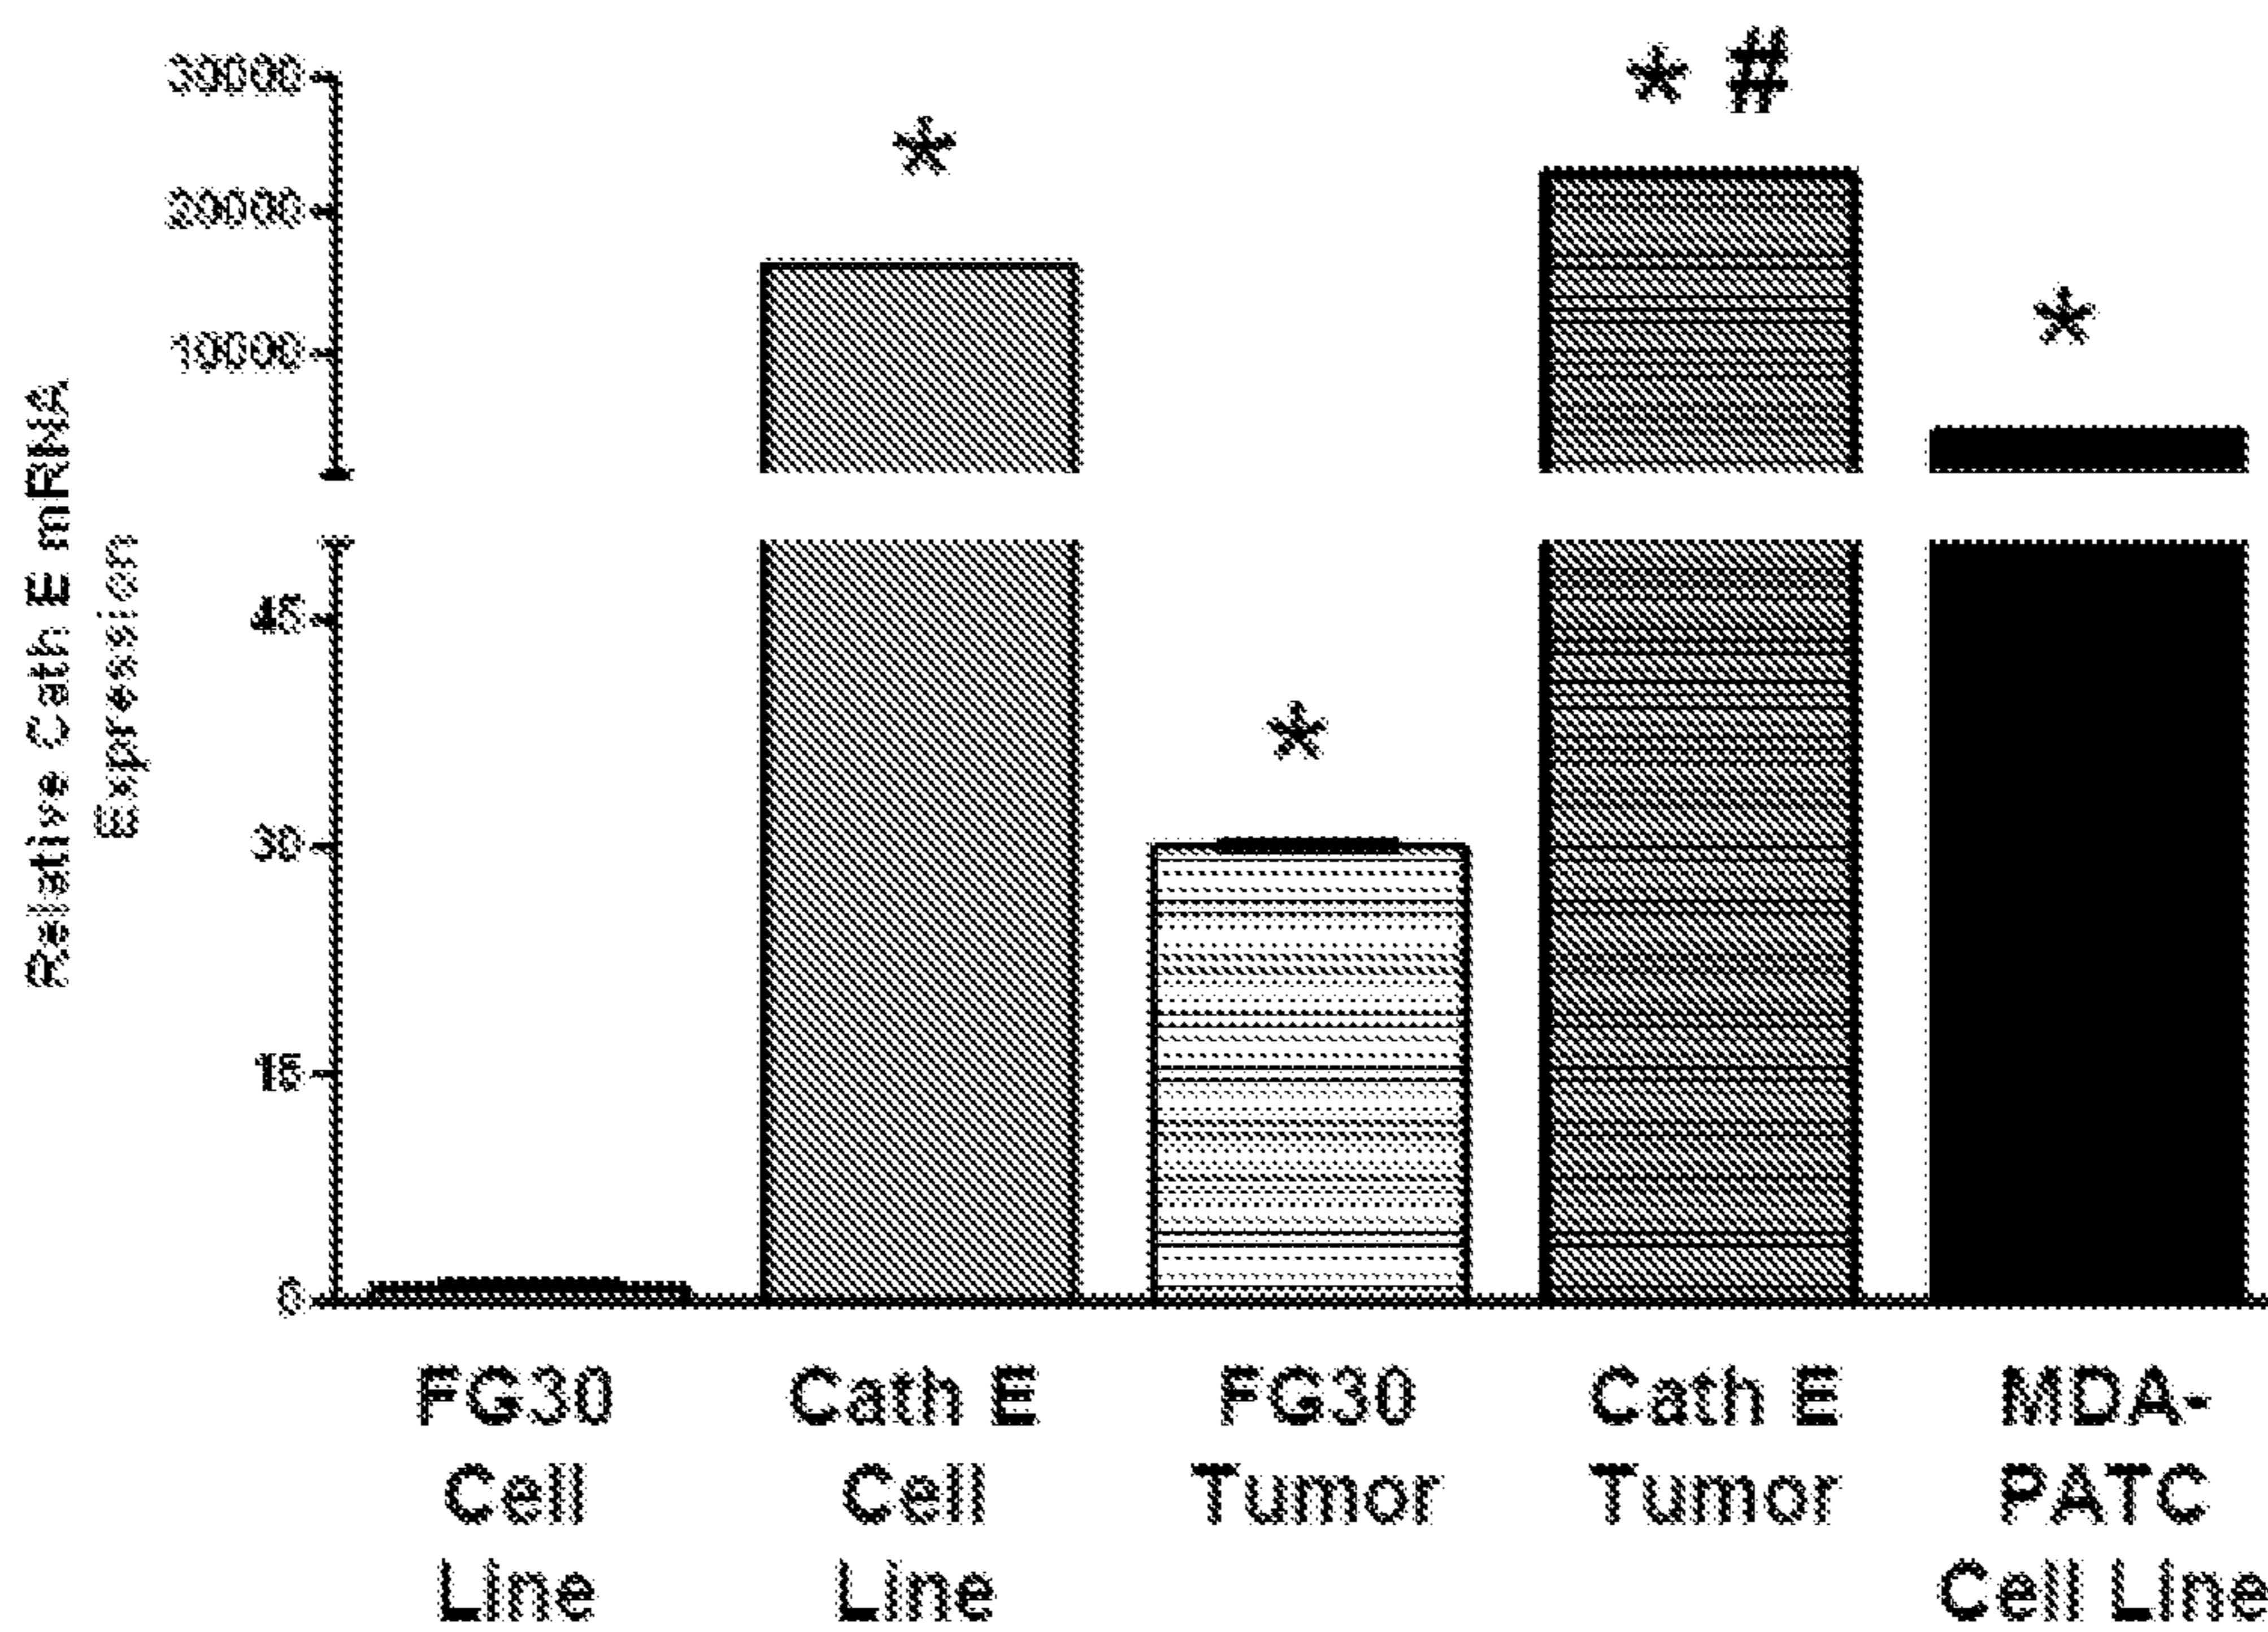 Relative Cath E mRNA
Expression
30000
20000
10000
45
30
15
0
*
* #
*
*
FG30
Cell
Line
Cath E
Cell
Line
FG30
Tumor
Cath E
Tumor
MDA-
PATC
Cell Line